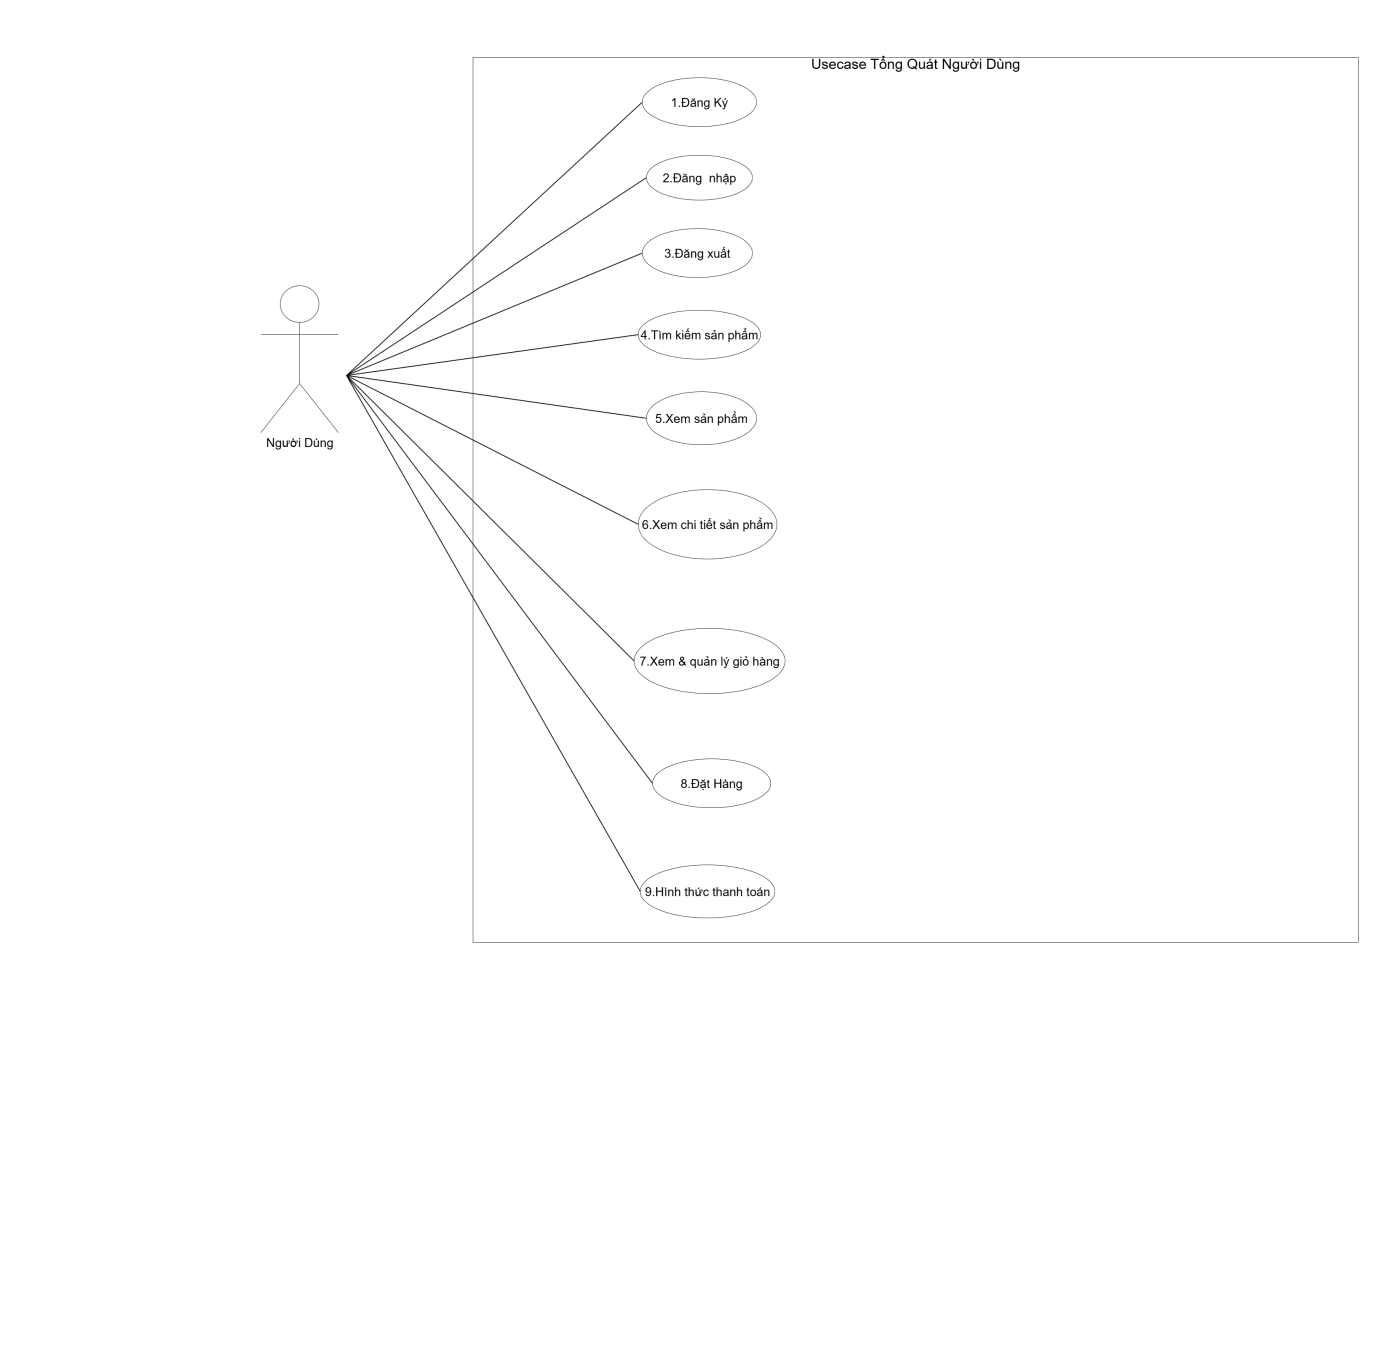 Usecase Tổng Quát Người Dùng
1.Đăng Ký
2.Đăng  nhập
3.Đăng xuất
4.Tìm kiếm sản phẩm
5.Xem sản phẩm
Người Dùng
6.Xem chi tiết sản phẩm
7.Xem & quản lý giỏ hàng
8.Đặt Hàng
9.Hình thức thanh toán